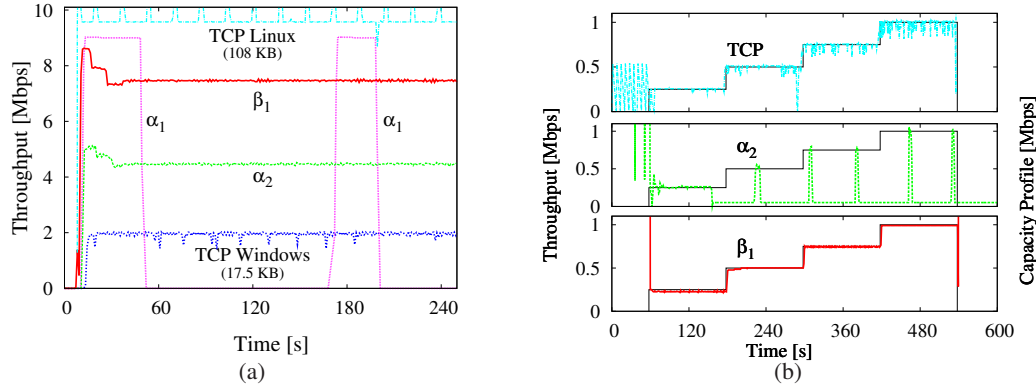 10
8
6
4
2
0
0
60
120
180
240
Throughput [Mbps]
Time [s]
TCP Linux
(108 KB)
β1
α1
α1
α2
TCP Windows
(17.5 KB)
(a)
1
0.5
0
TCP
1
0.5
0
α2
1
0.5
0
β1
0
120
240
360
480
600
Throughput [Mbps]
Capacity Profile [Mbps]
Time [s]
(b)